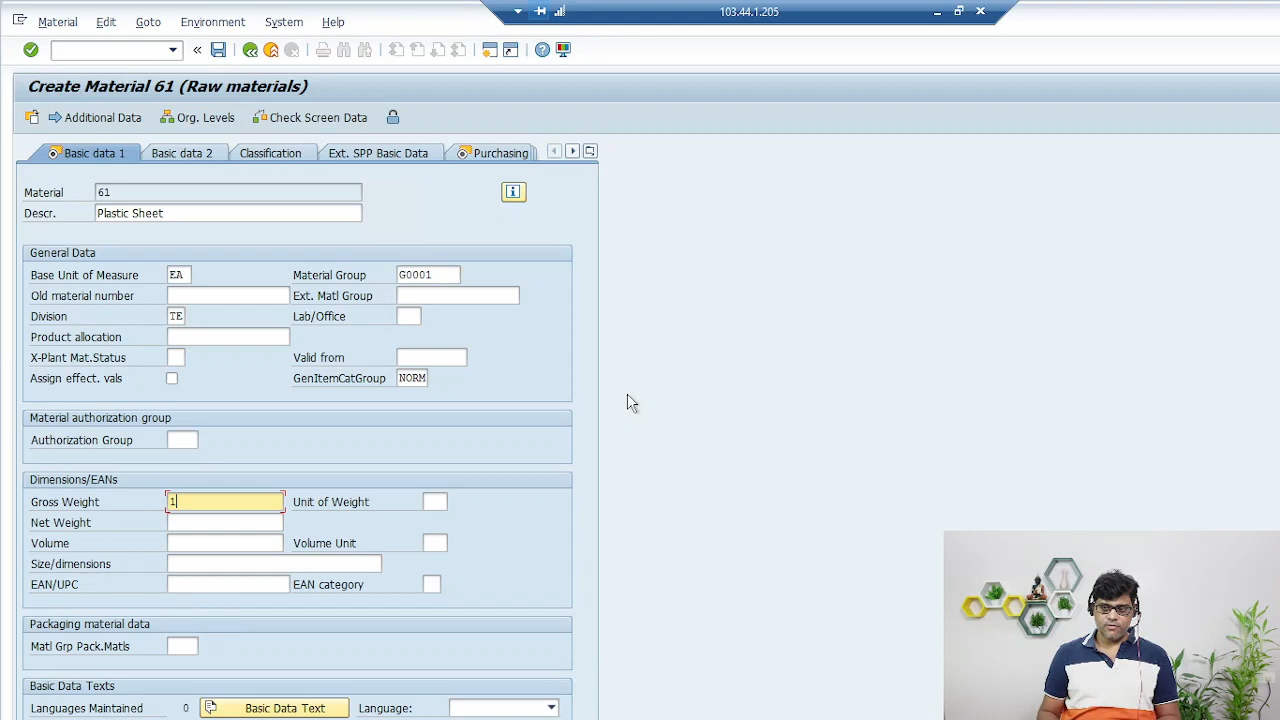 103.44.1.205
Material Edit Goto Environment System Help
Create Material 61 (Raw materials)
Additional Data Org. Levels Check Screen Data
Basic data 1 Basic data 2 Classification Ext. SPP Basic Data Purchasing
Material 61
Descr. Plastic Sheet
General Data
Base Unit of Measure EA Material Group G0001
Old material number Ext. Matl Group
Division TE Lab/Office
Product allocation
X-Plant Mat.Status Valid from
Assign effect. vals GenItemCatGroup NORM
Material authorization group
Authorization Group
Dimensions/EANs
Gross Weight 1 Unit of Weight
Net Weight
Volume Volume Unit
Size/dimensions
EAN/UPC EAN category
Packaging material data
Matl Grp Pack.Matls
Basic Data Texts
Languages Maintained 0 Basic Data Text Language: